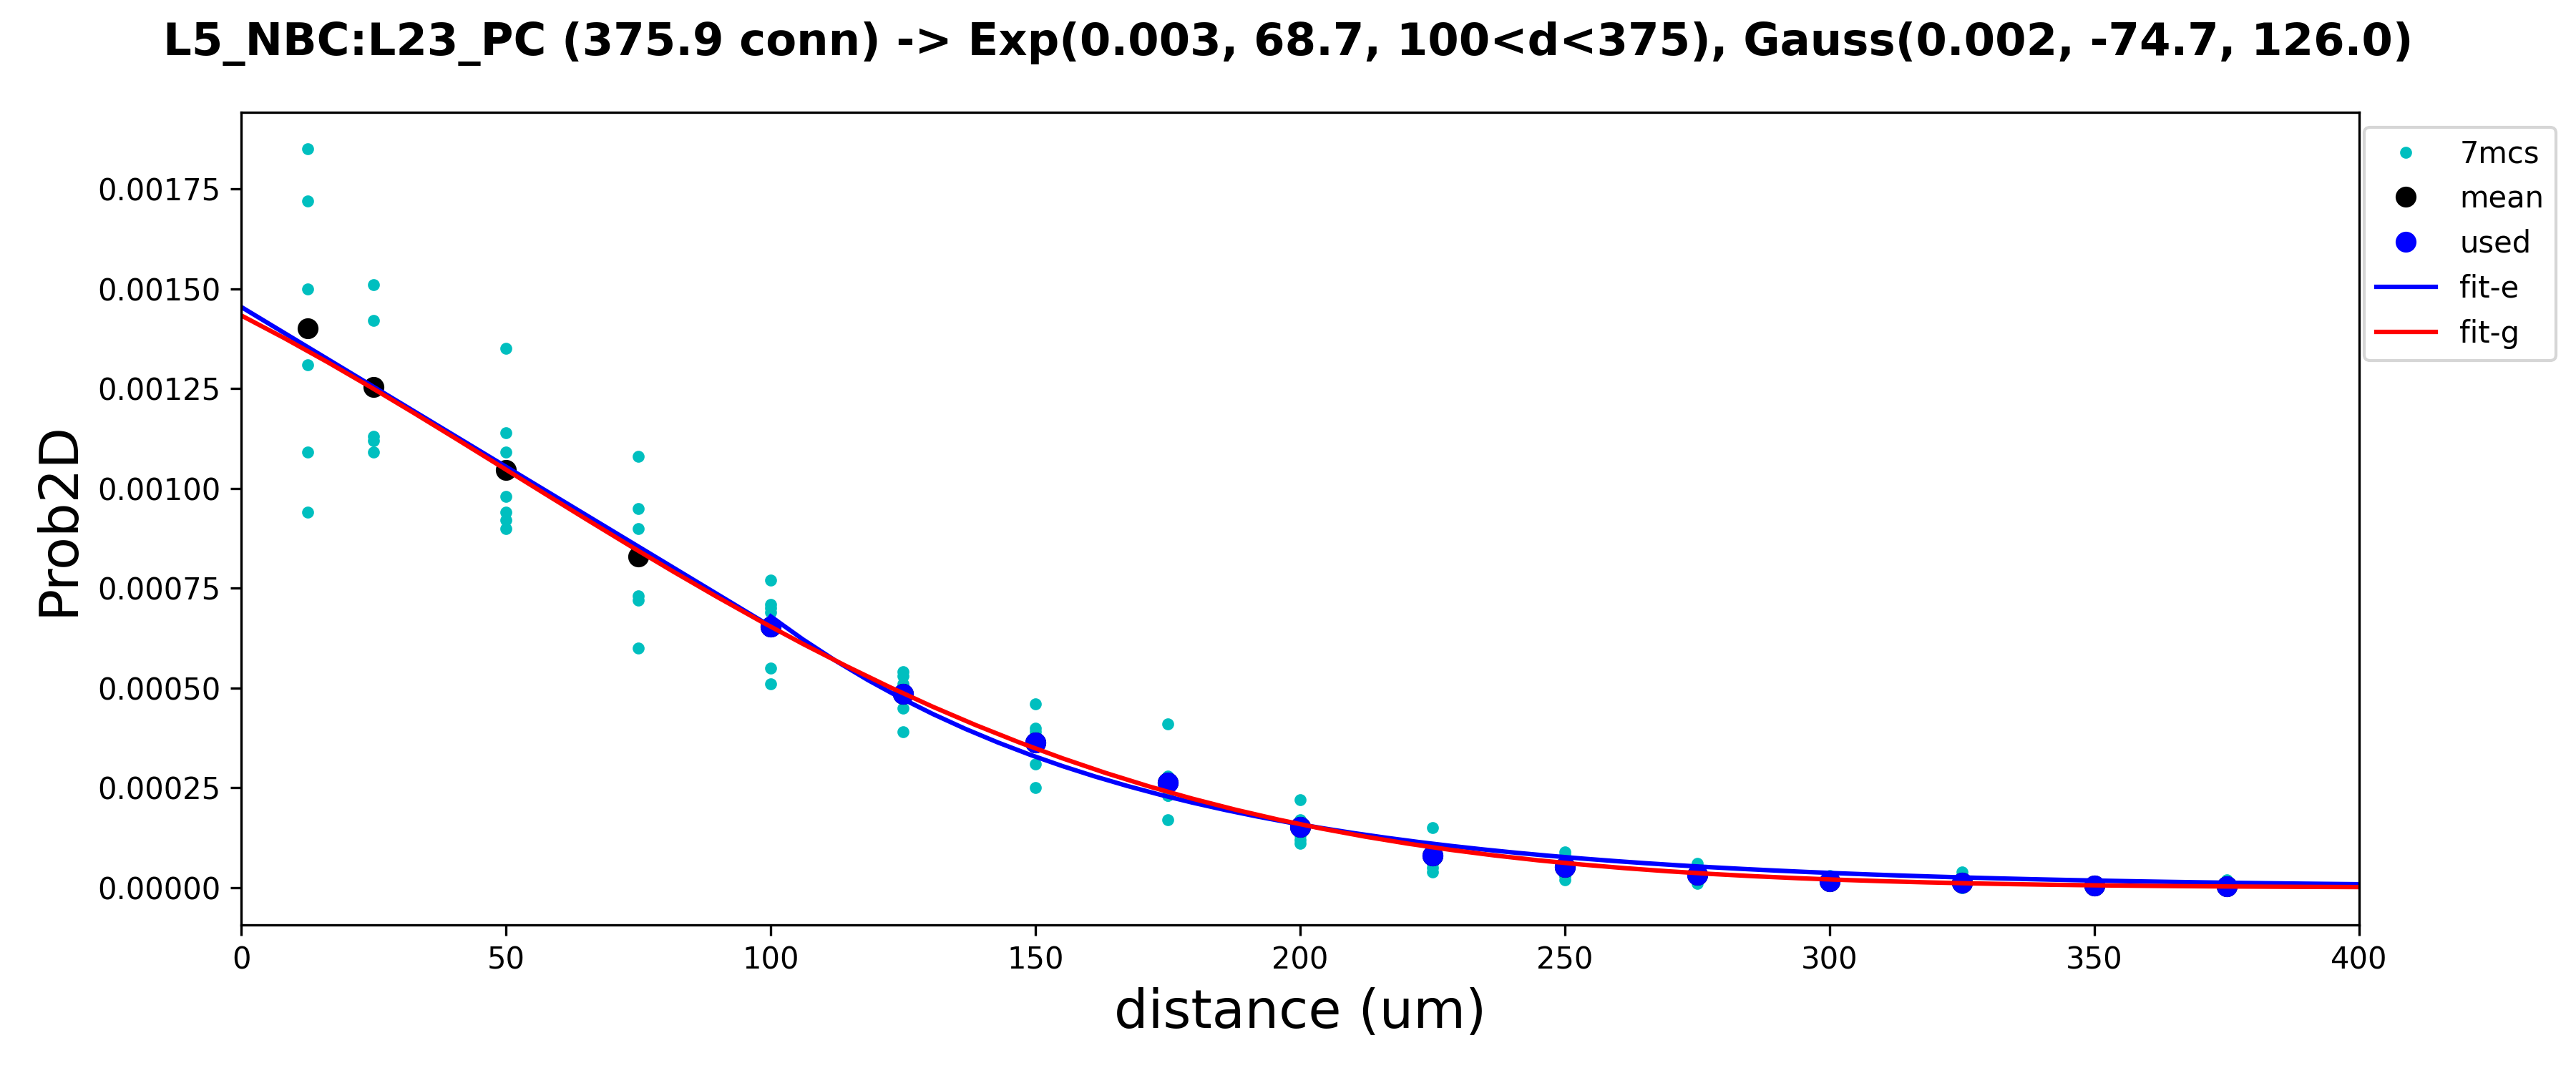 L5_NBC:L23_PC (375.9 conn) -> Exp(0.003, 68.7, 100<d<375), Gauss(0.002, -74.7, 126.0)
0.00175
0.00150
0.00125
0.00100
0.00075
0.00050
0.00025
0.00000
Prob2D
0 50 100 150 200 250 300 350 400
distance (um)
7mcs
mean
used
fit-e
fit-g